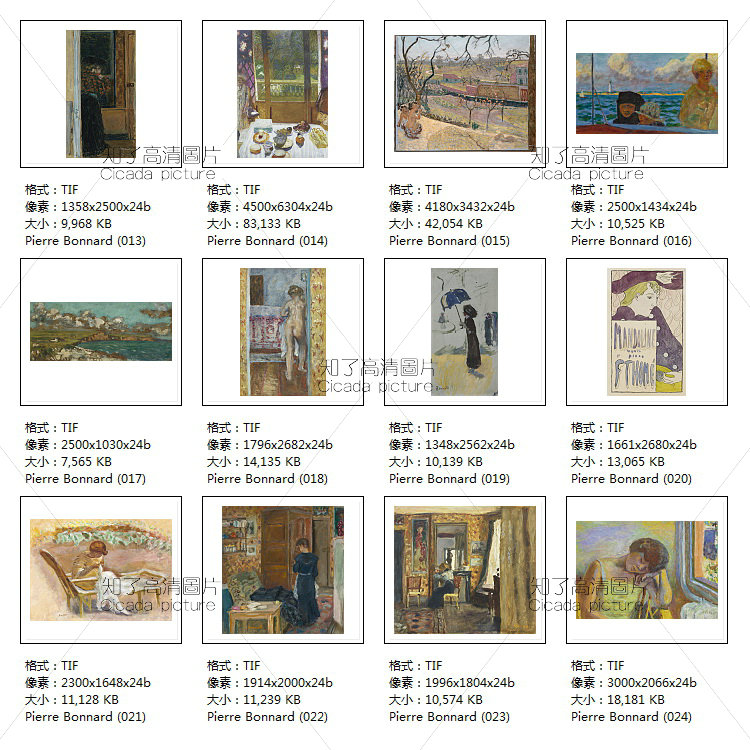 知了高清圖片
Cicada picture
知了高清圖片
Cicada picture
格式：TIF
像素：1358x2500x24b
大小：9,968 KB
Pierre Bonnard (013)
格式：TIF
像素：4500x6304x24b
大小：83,133 KB
Pierre Bonnard (014)
格式：TIF
像素：4180x3432x24b
大小：42,054 KB
Pierre Bonnard (015)
格式：TIF
像素：2500x1434x24b
大小：10,525 KB
Pierre Bonnard (016)
知了高清圖片
Cicada picture
格式：TIF
像素：2500x1030x24b
大小：7,565 KB
Pierre Bonnard (017)
格式：TIF
像素：1796x2682x24b
大小：14,135 KB
Pierre Bonnard (018)
格式：TIF
像素：1348x2562x24b
大小：10,139 KB
Pierre Bonnard (019)
格式：TIF
像素：1661x2680x24b
大小：13,065 KB
Pierre Bonnard (020)
知了高清圖片
Cicada picture
知了高清圖片
Cicada picture
格式：TIF
像素：2300x1648x24b
大小：11,128 KB
Pierre Bonnard (021)
格式：TIF
像素：1914x2000x24b
大小：11,239 KB
Pierre Bonnard (022)
格式：TIF
像素：1996x1804x24b
大小：10,574 KB
Pierre Bonnard (023)
格式：TIF
像素：3000x2066x24b
大小：18,181 KB
Pierre Bonnard (024)